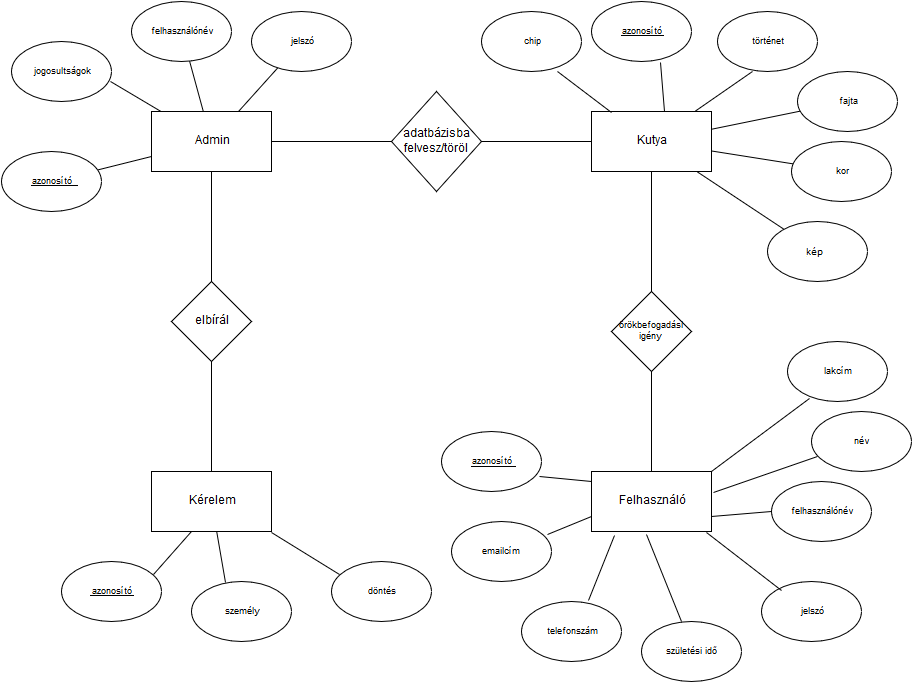 felhasználónév
jelszó
jogosultságok
Admin
azonosító
adatbázisba
felvesz/töröl
chip
azonosító
történet
fajta
Kutya
kor
kép
elbírál
örökbefogadási
igény
lakcím
név
azonosító
Kérelem
Felhasználó
felhasználónév
emailcím
azonosító
személy
döntés
telefonszám
születési idő
jelszó